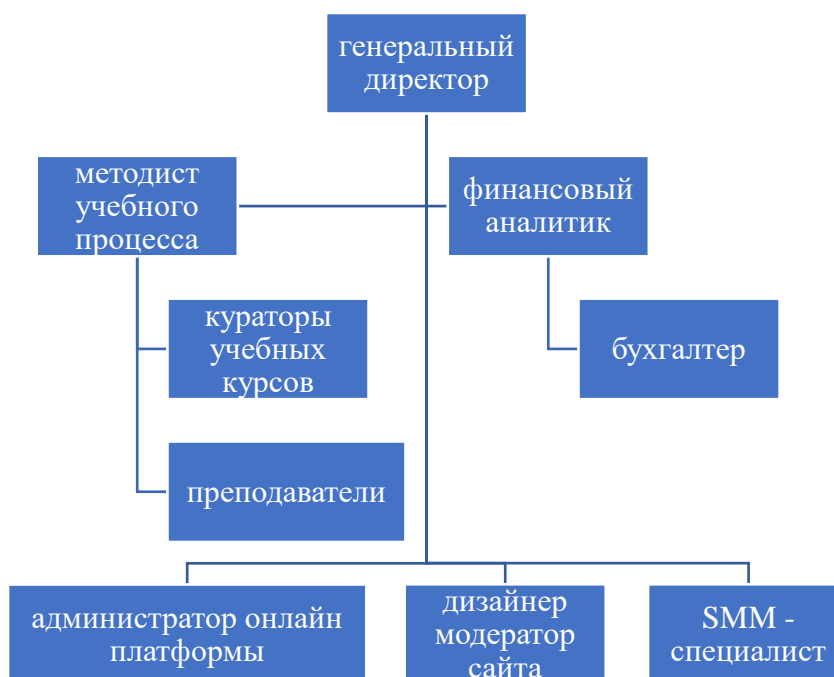 генеральный
директор
методист
учебного
процесса
финансовый
аналитик
кураторы
учебных
курсов
бухгалтер
преподаватели
администратор онлайн
платформы
дизайнер
модератор
сайта
SMM -
специалист